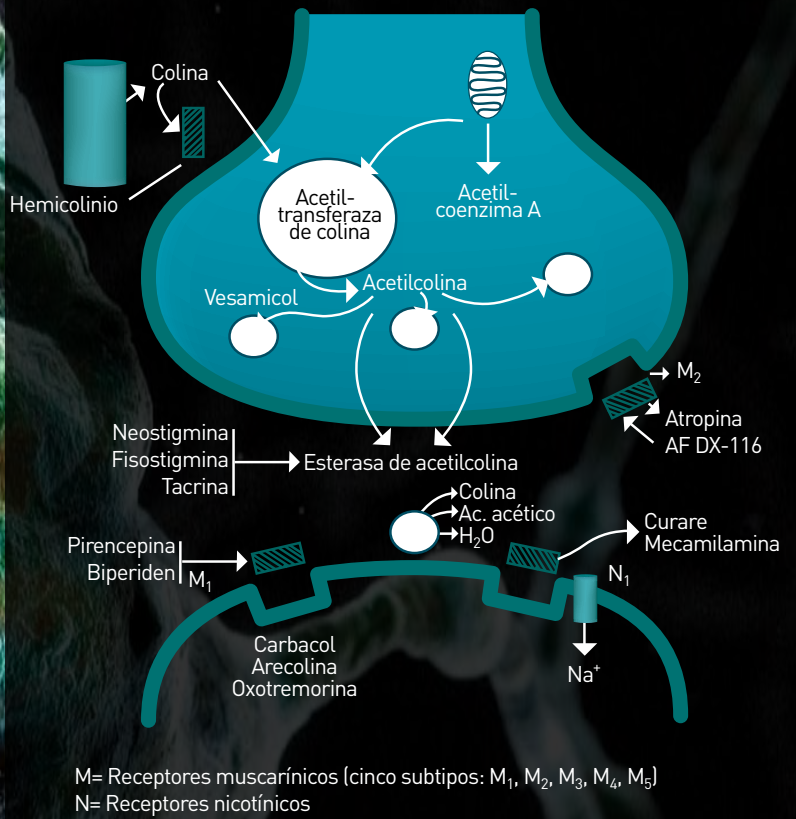 Colina
Hemicolinio
Acetil-
transferaza
de colina
Acetil-
coenzima A
Vesamicol
Acetilcolina
M₂
Atropina
AF DX-116
Neostigmina
Fisostigmina
Tacrina
Esterasa de acetilcolina
Colina
Ac. acético
H₂O
Pirencepina
Biperiden
M₁
Curare
Mecamilamina
N₁
Carbacol
Arecolina
Oxotremorina
Na⁺
M= Receptores muscarínicos (cinco subtipos: M₁, M₂, M₃, M₄, M₅)
N= Receptores nicotínicos